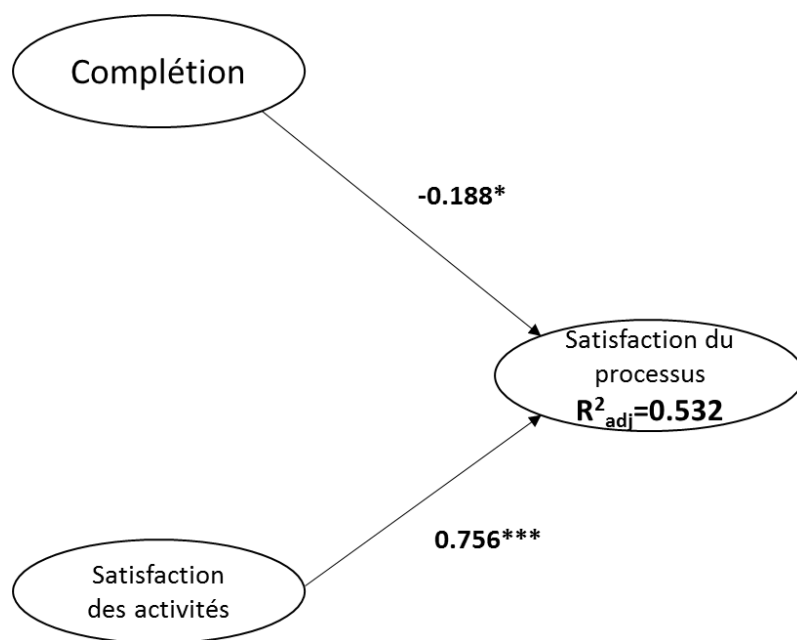 Complétion
-0.188*
Satisfaction du
processus
R²adj=0.532
0.756***
Satisfaction
des activités